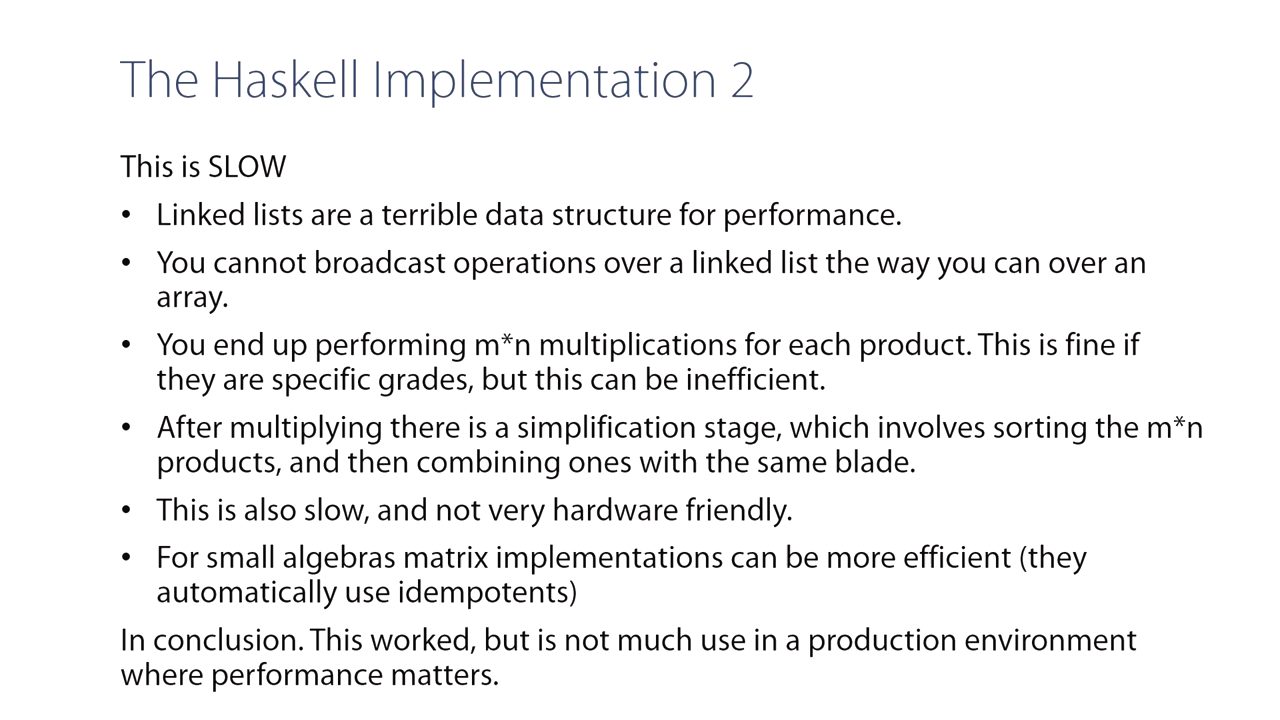 The Haskell Implementation 2
This is SLOW
• Linked lists are a terrible data structure for performance.
• You cannot broadcast operations over a linked list the way you can over an
array.
• You end up performing m*n multiplications for each product. This is fine if
they are specific grades, but this can be inefficient.
• After multiplying there is a simplification stage, which involves sorting the m*n
products, and then combining ones with the same blade.
• This is also slow, and not very hardware friendly.
• For small algebras matrix implementations can be more efficient (they
automatically use idempotents)
In conclusion. This worked, but is not much use in a production environment
where performance matters.